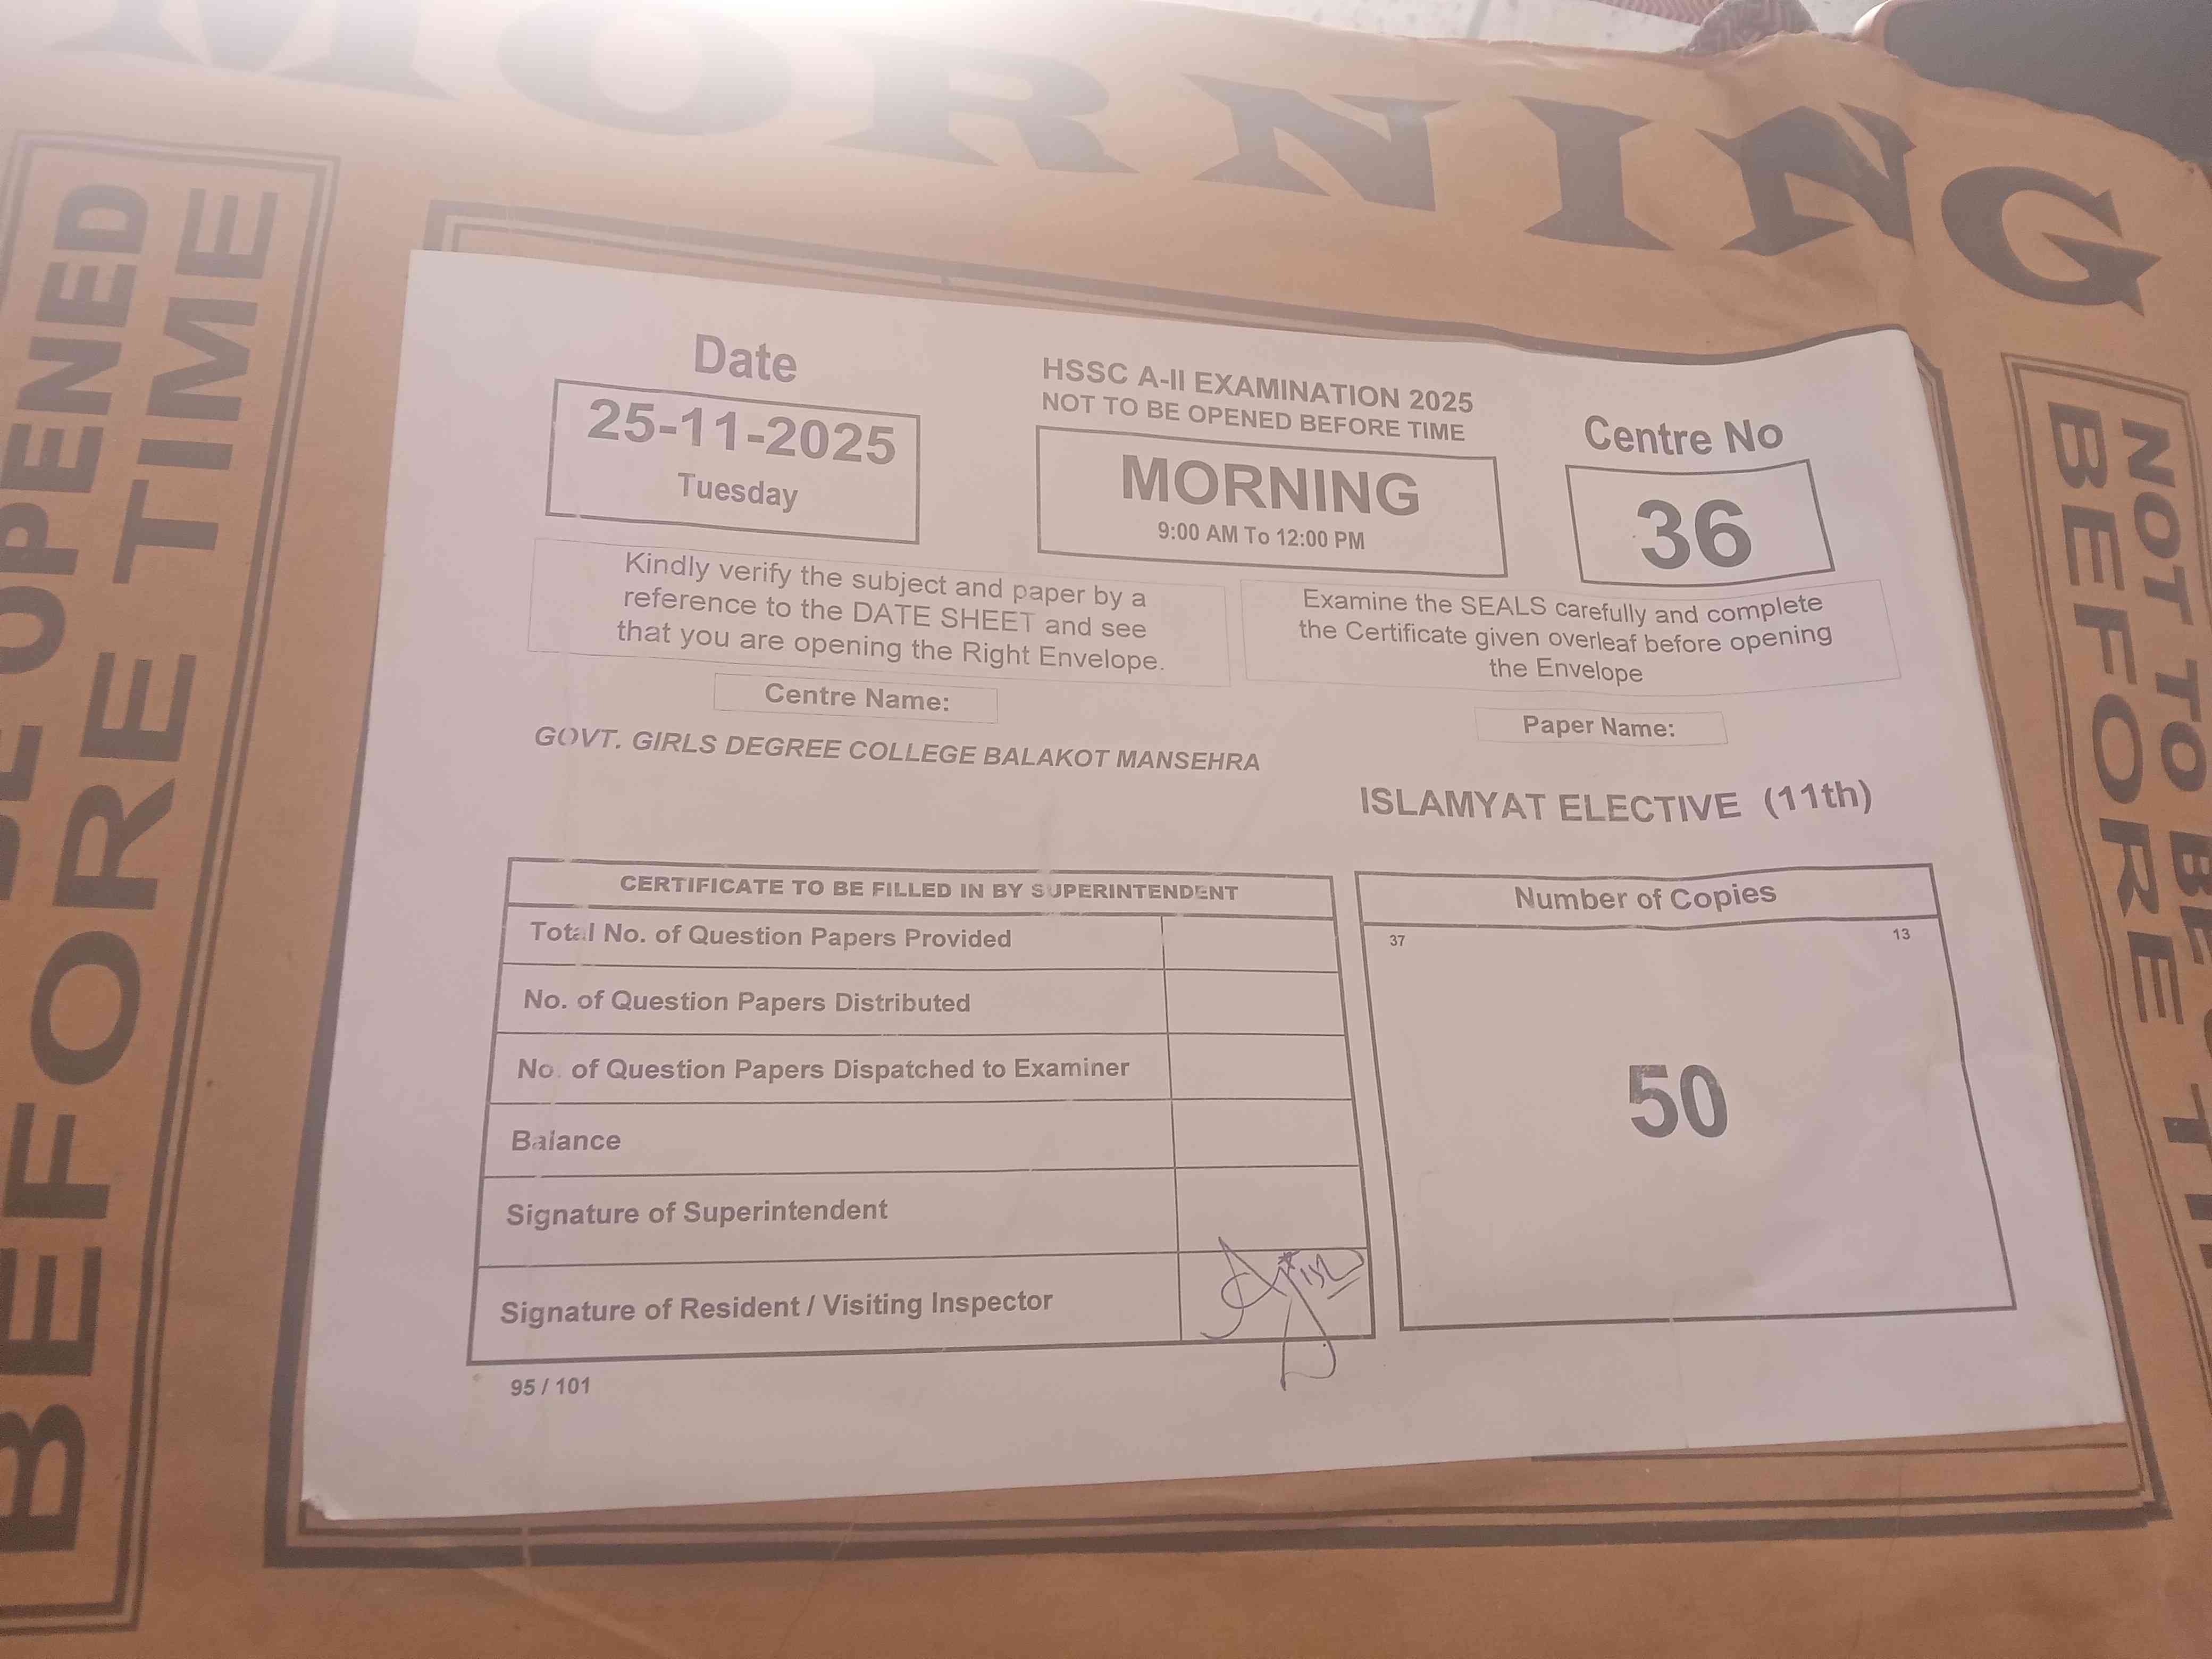 MORNING
BE OPENED
BEFORE TIME
Date
25-11-2025
Tuesday
HSSC A-II EXAMINATION 2025
NOT TO BE OPENED BEFORE TIME
MORNING
9:00 AM To 12:00 PM
Centre No
36
Kindly verify the subject and paper by a
reference to the DATE SHEET and see
that you are opening the Right Envelope.
Examine the SEALS carefully and complete
the Certificate given overleaf before opening
the Envelope
Centre Name:
GOVT. GIRLS DEGREE COLLEGE BALAKOT MANSEHRA
Paper Name:
ISLAMYAT ELECTIVE (11th)
CERTIFICATE TO BE FILLED IN BY SUPERINTENDENT
Total No. of Question Papers Provided
No. of Question Papers Distributed
No. of Question Papers Dispatched to Examiner
Balance
Signature of Superintendent
Signature of Resident / Visiting Inspector
95 / 101
Number of Copies
37 13
50
NOT TO BE
BEFORE